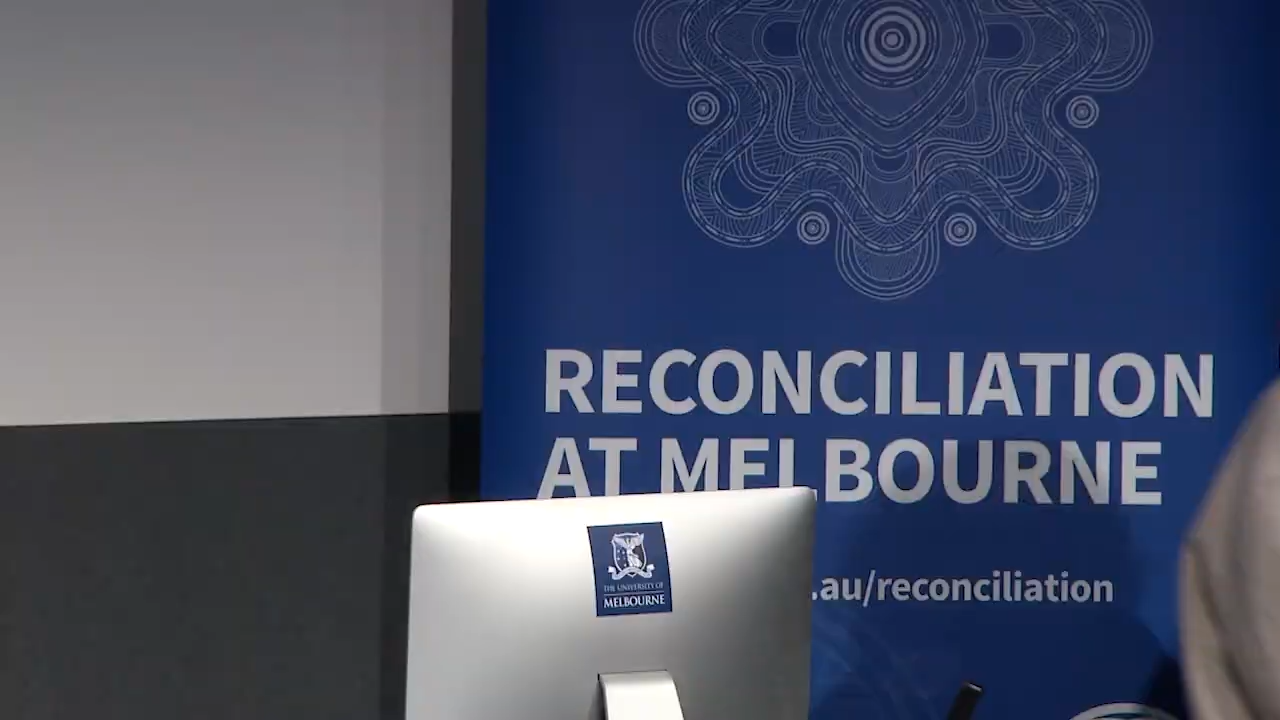 RECONCILIATION
AT MELBOURNE
.au/reconciliation
THE UNIVERSITY OF
MELBOURNE